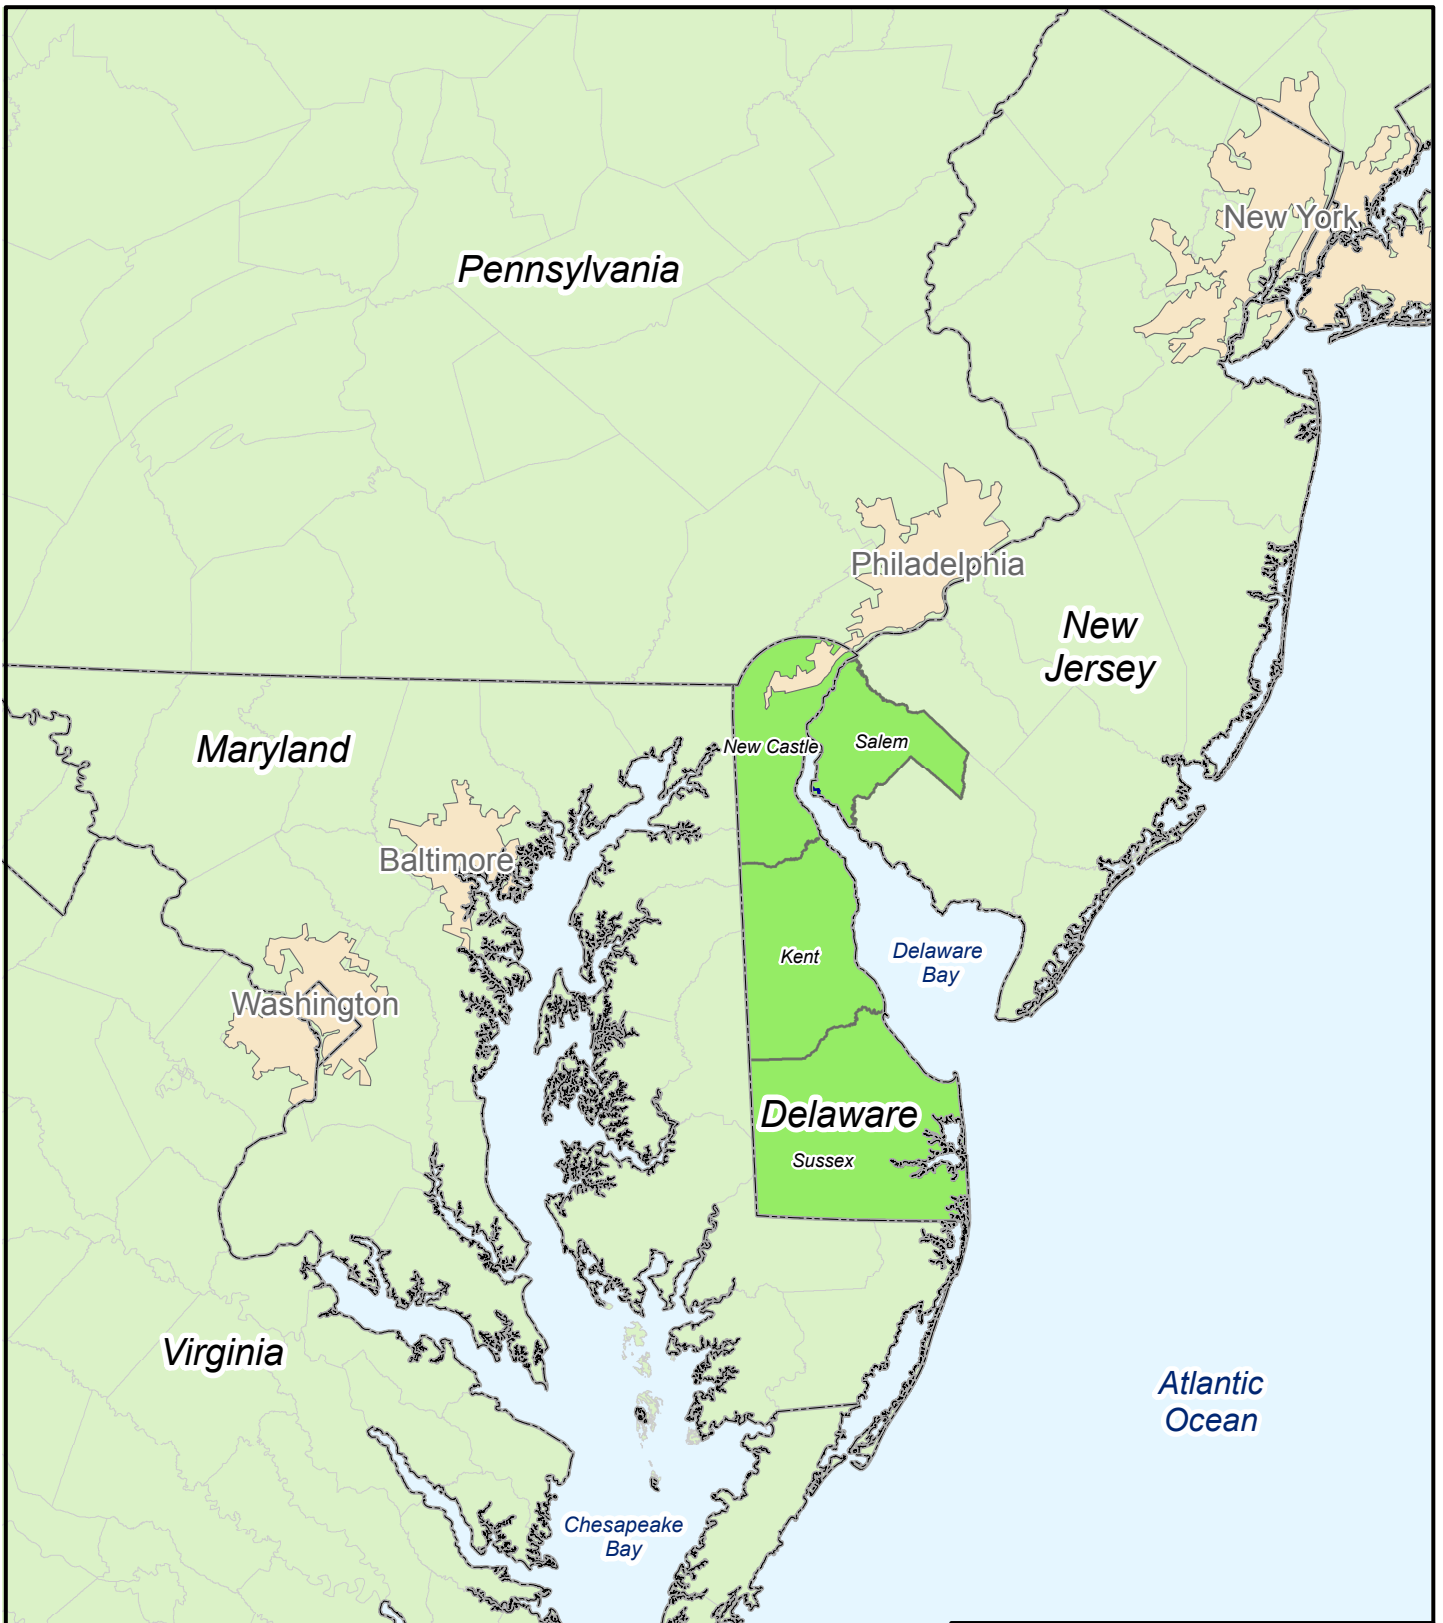 New York
Pennsylvania
Philadelphia
New
Jersey
Maryland
New Castle
Salem
Baltimore
Kent
Delaware
Bay
Washington
Delaware
Sussex
Virginia
Atlantic
Ocean
Chesapeake
Bay